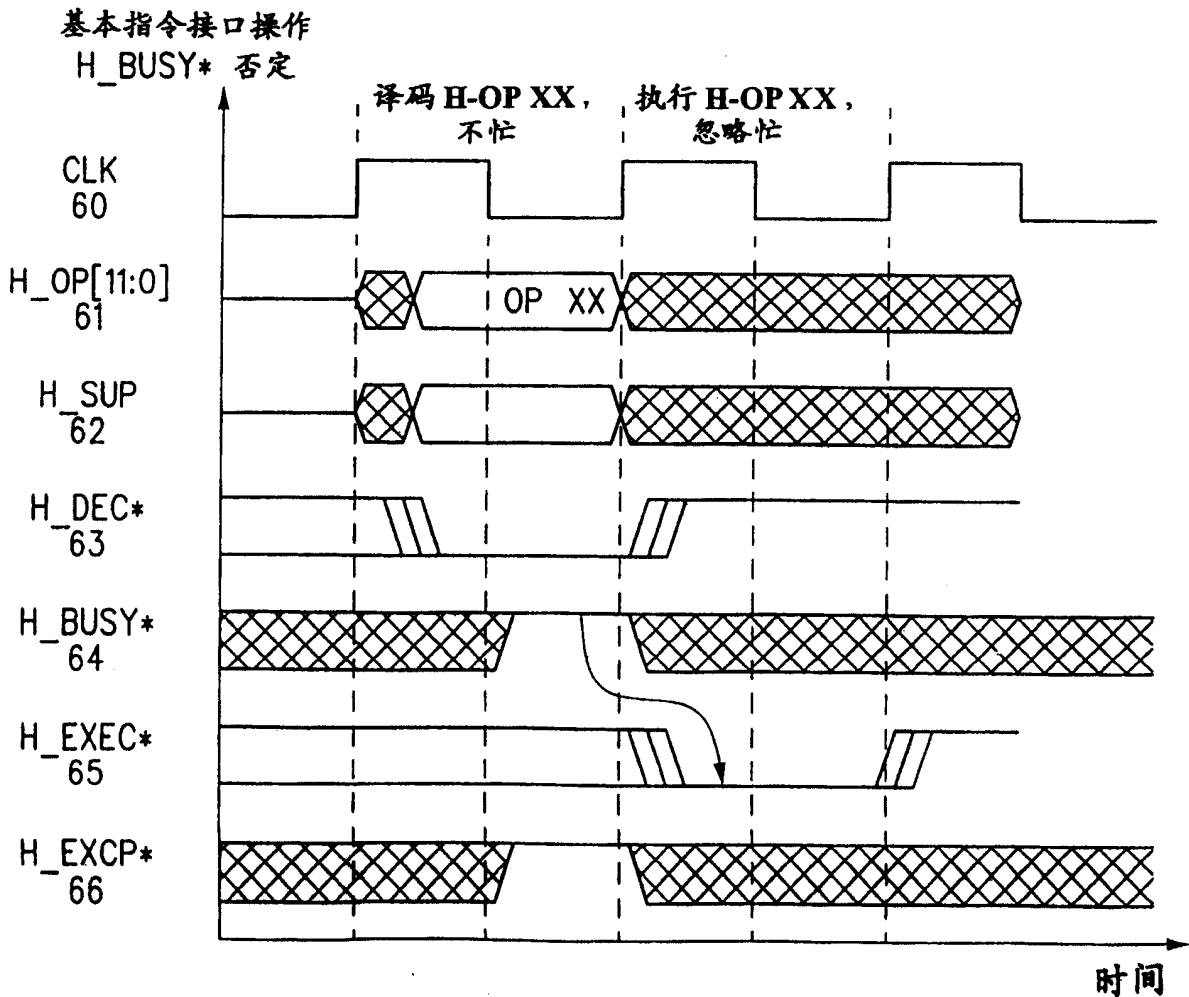 基本指令接口操作
H_BUSY* 否定
译码 H-OP XX，
不忙
执行 H-OP XX，
忽略忙
CLK
60
H_OP[11:0]
61
OP XX
H_SUP
62
H_DEC*
63
H_BUSY*
64
H_EXEC*
65
H_EXCP*
66
时间